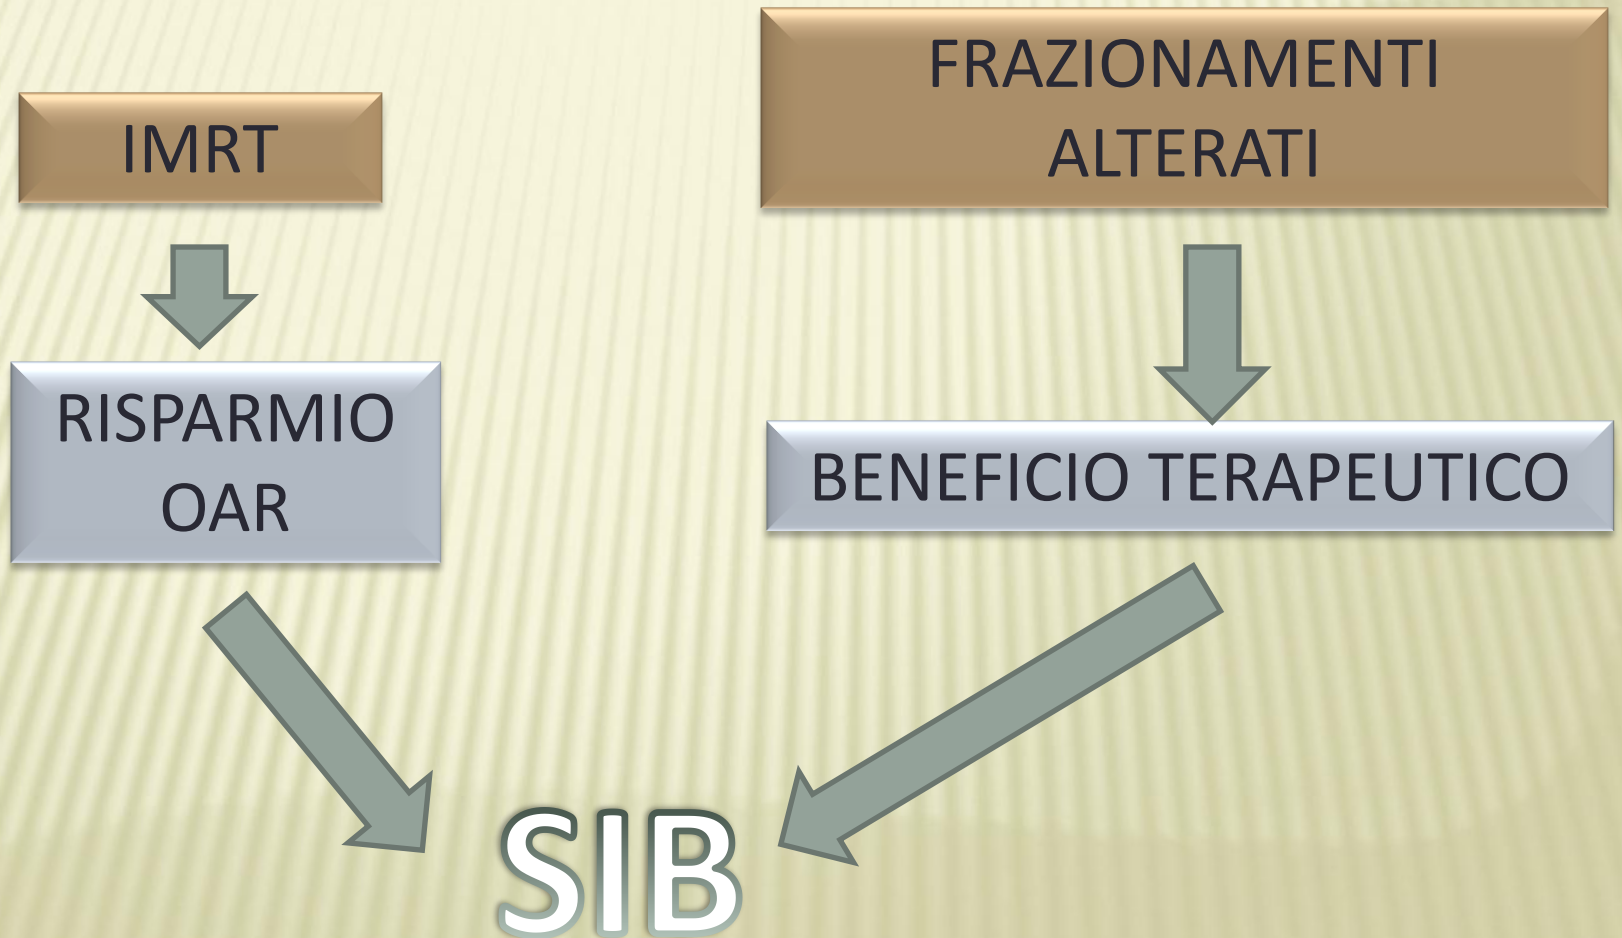 IMRT
FRAZIONAMENTI
ALTERATI
RISPARMIO
OAR
BENEFICIO TERAPEUTICO
SIB